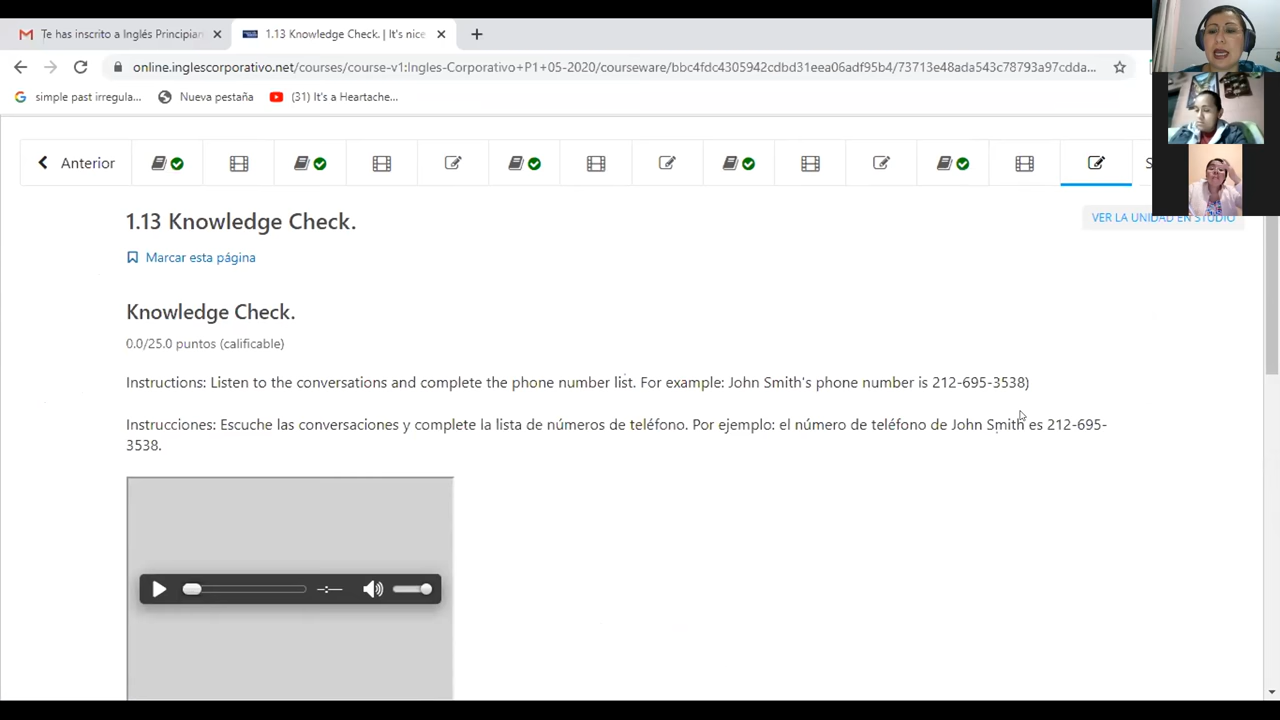 Te has inscrito a Inglés Principian
1.13 Knowledge Check. | It's nice
online.inglescorporativo.net/courses/course-v1:Ingles-Corporativo+P1+05-2020/courseware/bbc4fdc4305942cdbd31eea06adf95b4/73713e48ada543c78793a97cdda...
simple past irregula...
Nueva pestaña
(31) It's a Heartache...
Anterior
S
1.13 Knowledge Check.
VER LA UNIDAD EN STUDIO
Marcar esta página
Knowledge Check.
0.0/25.0 puntos (calificable)
Instructions: Listen to the conversations and complete the phone number list. For example: John Smith's phone number is 212-695-3538)
Instrucciones: Escuche las conversaciones y complete la lista de números de teléfono. Por ejemplo: el número de teléfono de John Smith es 212-695-
3538.
--:--